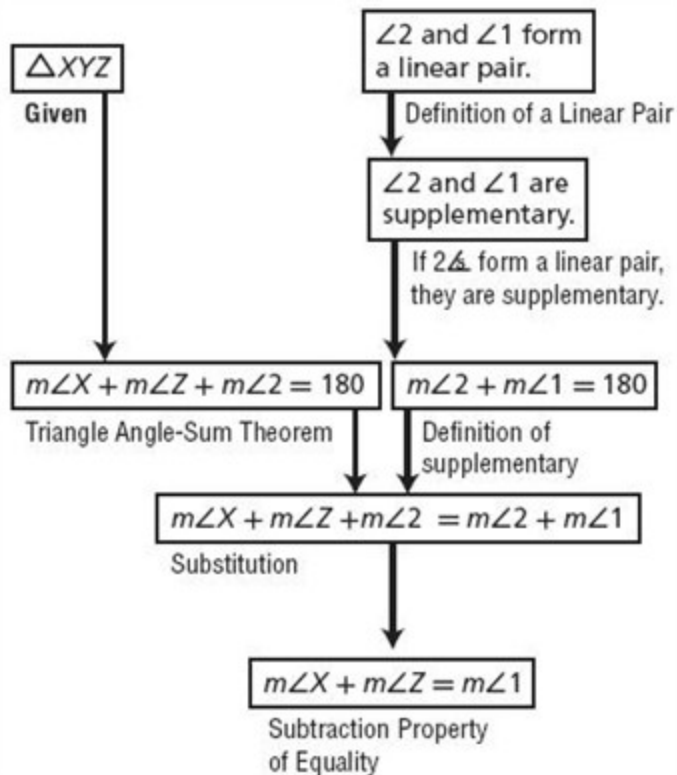 △XYZ
Given
∠2 and ∠1 form
a linear pair.
Definition of a Linear Pair
∠2 and ∠1 are
supplementary.
If 2 ⦞ form a linear pair,
they are supplementary.
m∠X + m∠Z + m∠2 = 180
Triangle Angle-Sum Theorem
m∠2 + m∠1 = 180
Definition of
supplementary
m∠X + m∠Z +m∠2 = m∠2 + m∠1
Substitution
m∠X + m∠Z = m∠1
Subtraction Property
of Equality